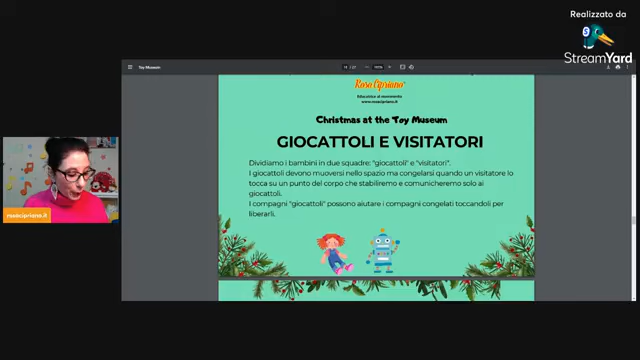 Realizzato da
StreamYard
Toy Museum
Rosa Cipriano
Educatrice al movimento
www.rosacipriano.it
Christmas at the Toy Museum
GIOCATTOLI E VISITATORI
Dividiamo i bambini in due squadre: "giocattoli" e "visitatori".
I giocattoli devono muoversi nello spazio ma congelarsi quando un visitatore lo
tocca su un punto del corpo che stabiliremo e comunicheremo solo ai
giocattoli.
I compagni "giocattoli" possono aiutare i compagni congelati toccandoli per
liberarli.
rosacipriano.it